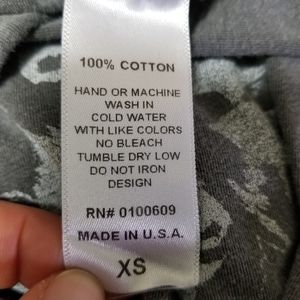 100% COTTON
HAND OR MACHINE
WASH IN
COLD WATER
WITH LIKE COLORS
NO BLEACH
TUMBLE DRY LOW
DO NOT IRON
DESIGN
RN# 0100609
MADE IN U.S.A.
XS